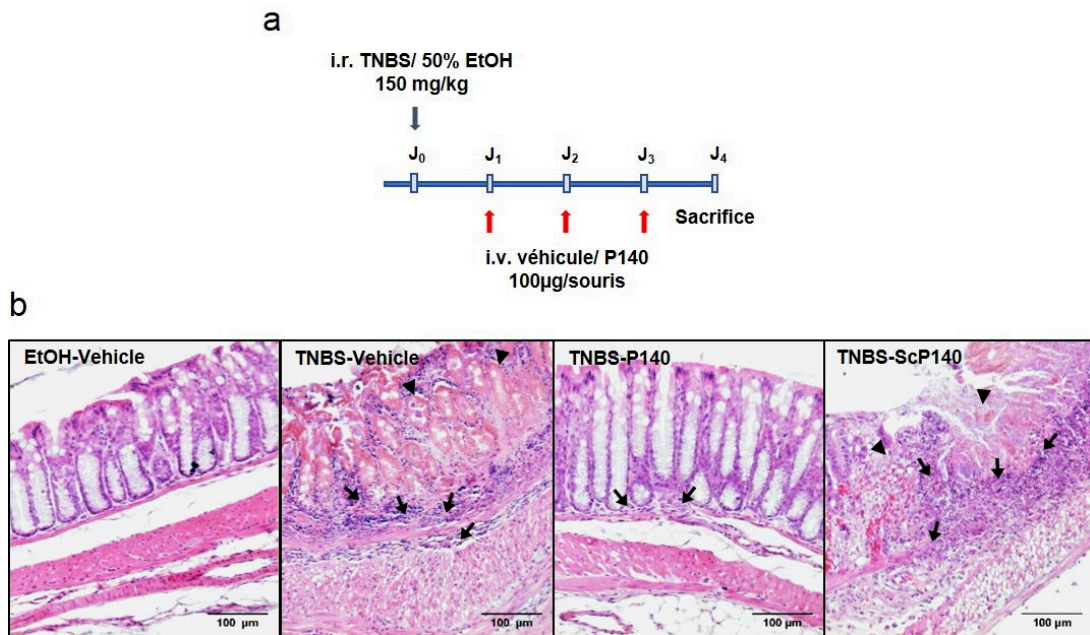 a
i.r. TNBS/ 50% EtOH
150 mg/kg
J₀ J₁ J₂ J₃ J₄
Sacrifice
i.v. véhicule/ P140
100µg/souris
b
EtOH-Vehicle TNBS-Vehicle TNBS-P140 TNBS-ScP140
100 µm 100 µm 100 µm 100 µm